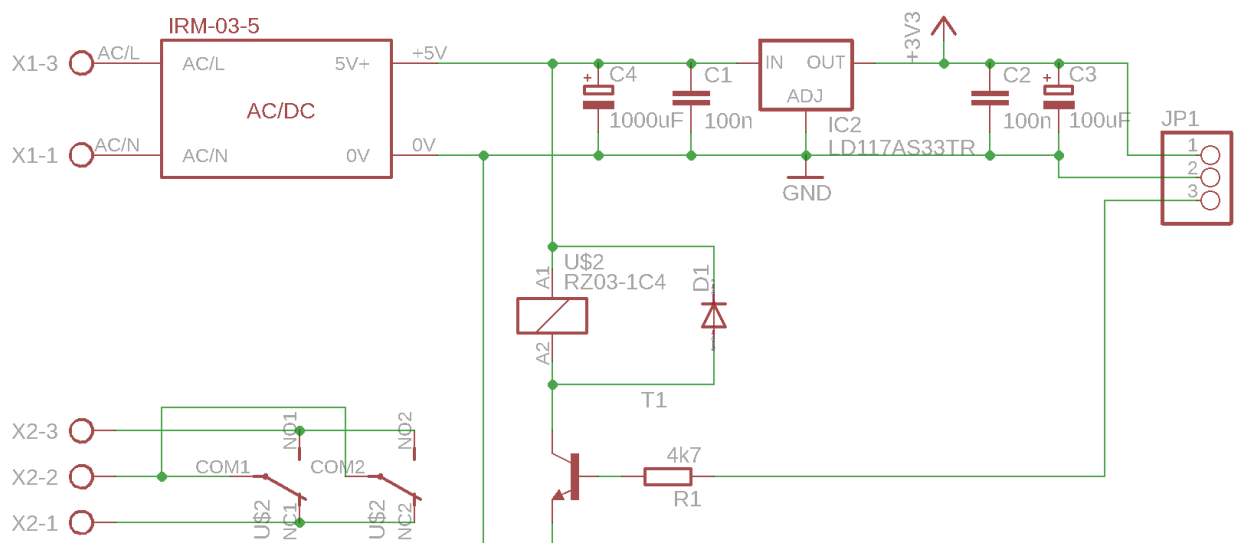 IRM-03-5
X1-3
AC/L
AC/L
5V+
+5V
AC/DC
X1-1
AC/N
AC/N
0V
0V
C4
1000uF
C1
100n
IN
OUT
ADJ
IC2
LD117AS33TR
GND
+3V3
C2
100n
C3
100uF
JP1
1
2
3
U$2
RZ03-1C4
A1
A2
D1
T1
4k7
R1
X2-3
X2-2
X2-1
NO1
NO2
COM1
COM2
U$2
NC1
U$2
NC2